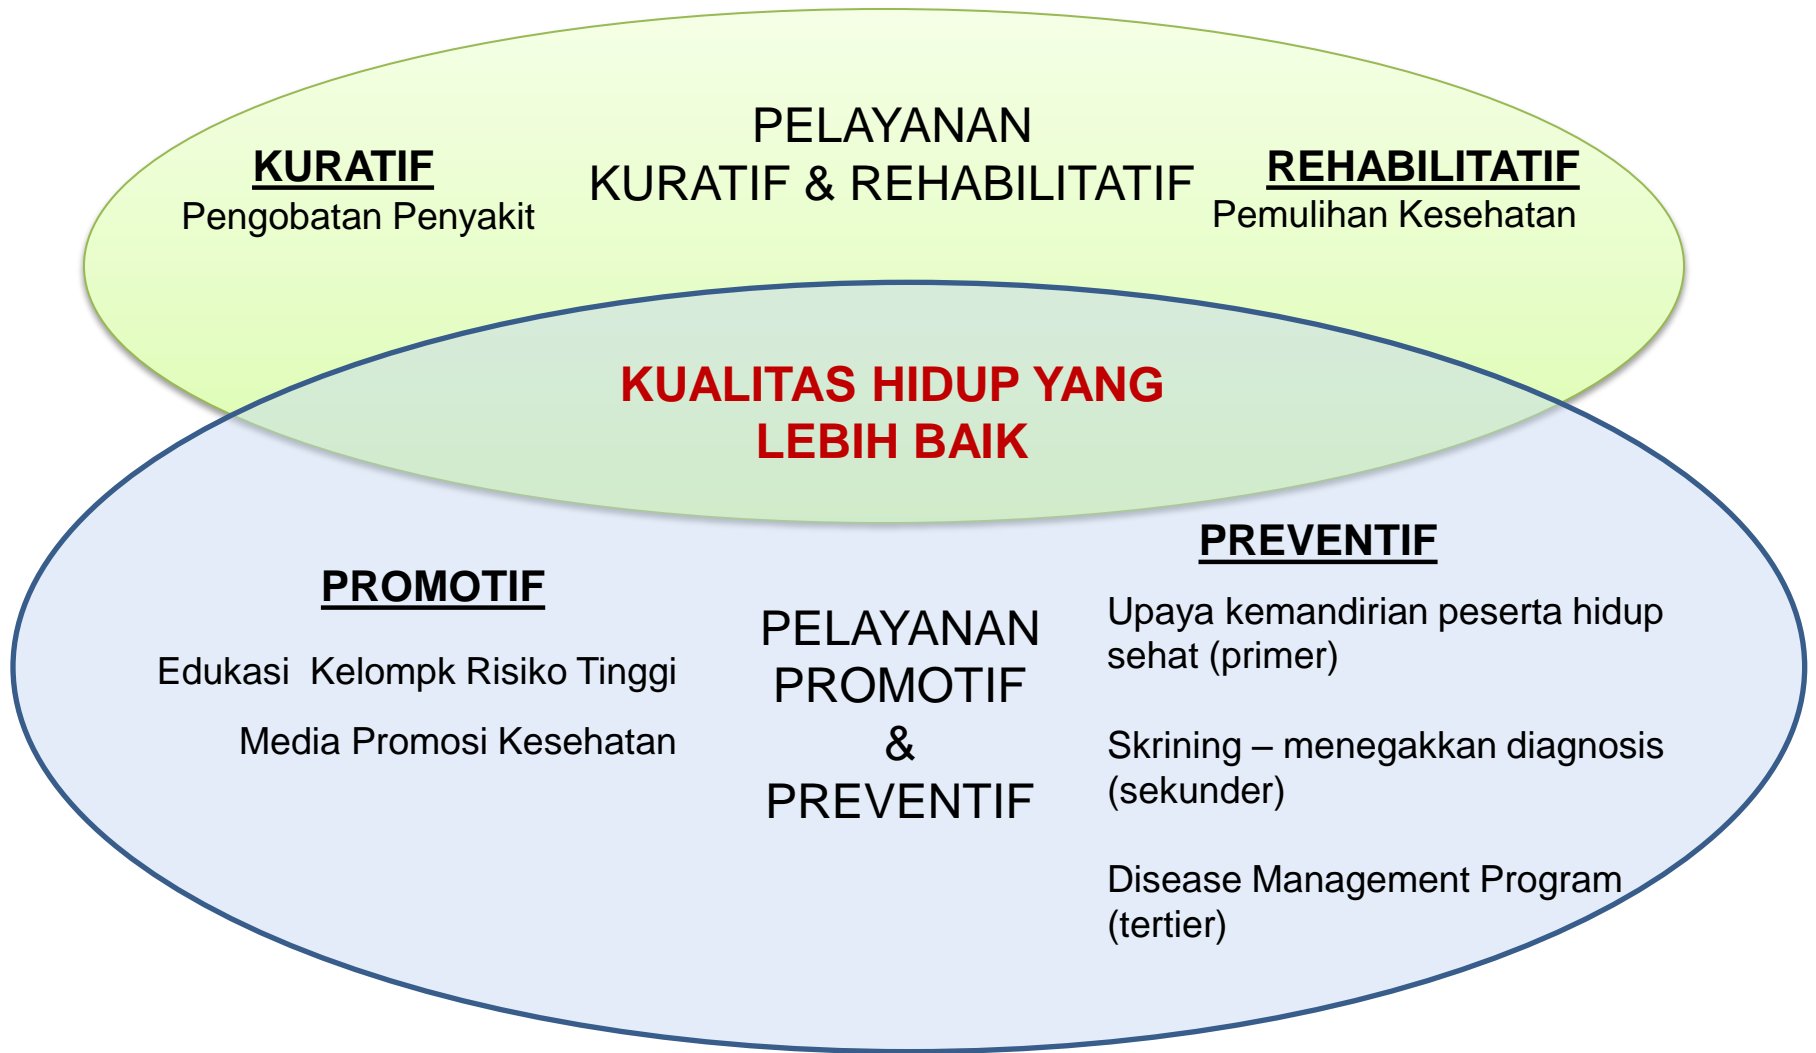 PELAYANAN
KURATIF & REHABILITATIF
KURATIF
Pengobatan Penyakit
REHABILITATIF
Pemulihan Kesehatan
KUALITAS HIDUP YANG
LEBIH BAIK
PROMOTIF
Edukasi  Kelompk Risiko Tinggi
Media Promosi Kesehatan
PELAYANAN
PROMOTIF
&
PREVENTIF
PREVENTIF
Upaya kemandirian peserta hidup
sehat (primer)
Skrining – menegakkan diagnosis
(sekunder)
Disease Management Program
(tertier)